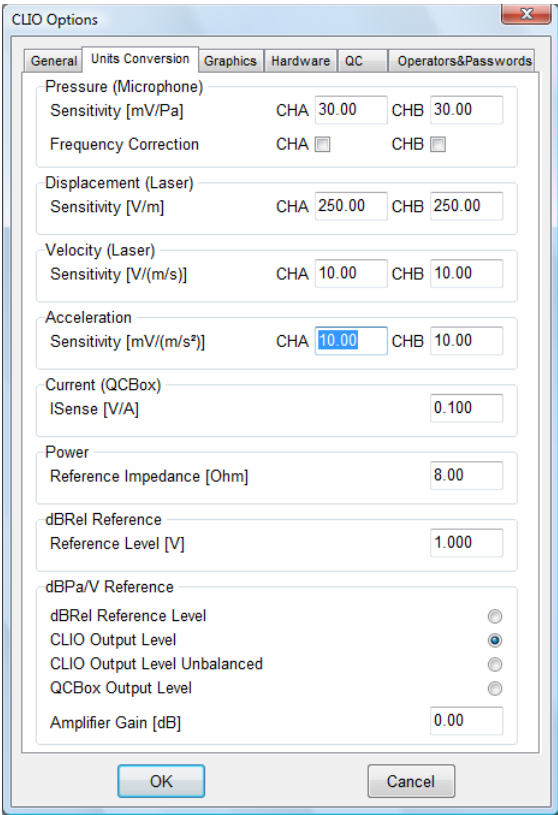 CLIO Options
General Units Conversion Graphics Hardware QC Operators&Passwords
Pressure (Microphone)
Sensitivity [mV/Pa] CHA 30.00 CHB 30.00
Frequency Correction CHA CHB
Displacement (Laser)
Sensitivity [V/m] CHA 250.00 CHB 250.00
Velocity (Laser)
Sensitivity [V/(m/s)] CHA 10.00 CHB 10.00
Acceleration
Sensitivity [mV/(m/s²)] CHA 10.00 CHB 10.00
Current (QCBox)
ISense [V/A] 0.100
Power
Reference Impedance [Ohm] 8.00
dBRel Reference
Reference Level [V] 1.000
dBPa/V Reference
dBRel Reference Level
CLIO Output Level
CLIO Output Level Unbalanced
QCBox Output Level
Amplifier Gain [dB] 0.00
OK Cancel